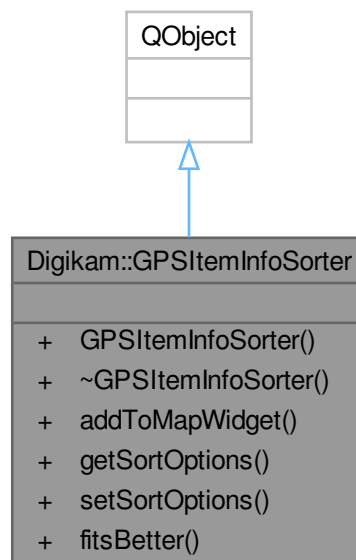 QObject
Digikam::GPSItemInfoSorter
+ GPSItemInfoSorter()
+ ~GPSItemInfoSorter()
+ addToMapWidget()
+ getSortOptions()
+ setSortOptions()
+ fitsBetter()